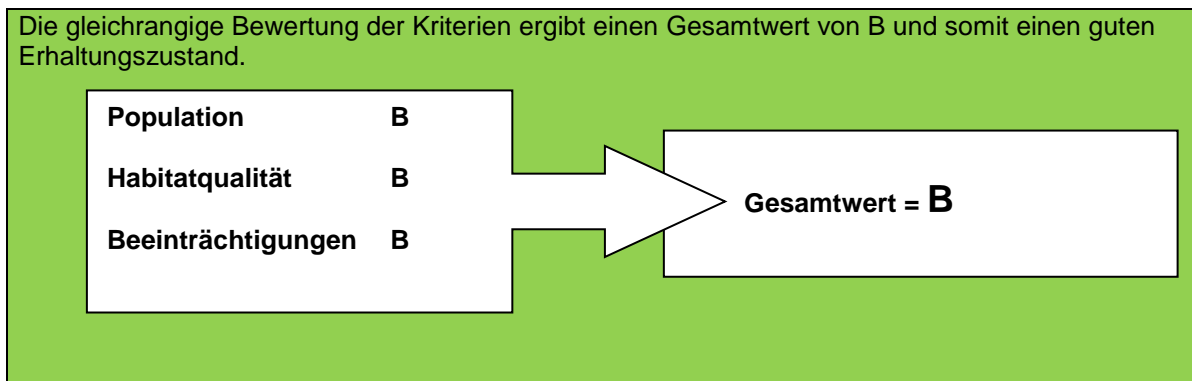 Die gleichrangige Bewertung der Kriterien ergibt einen Gesamtwert von B und somit einen guten
Erhaltungszustand.
Population B
Habitatqualität B
Beeinträchtigungen B
Gesamtwert = B